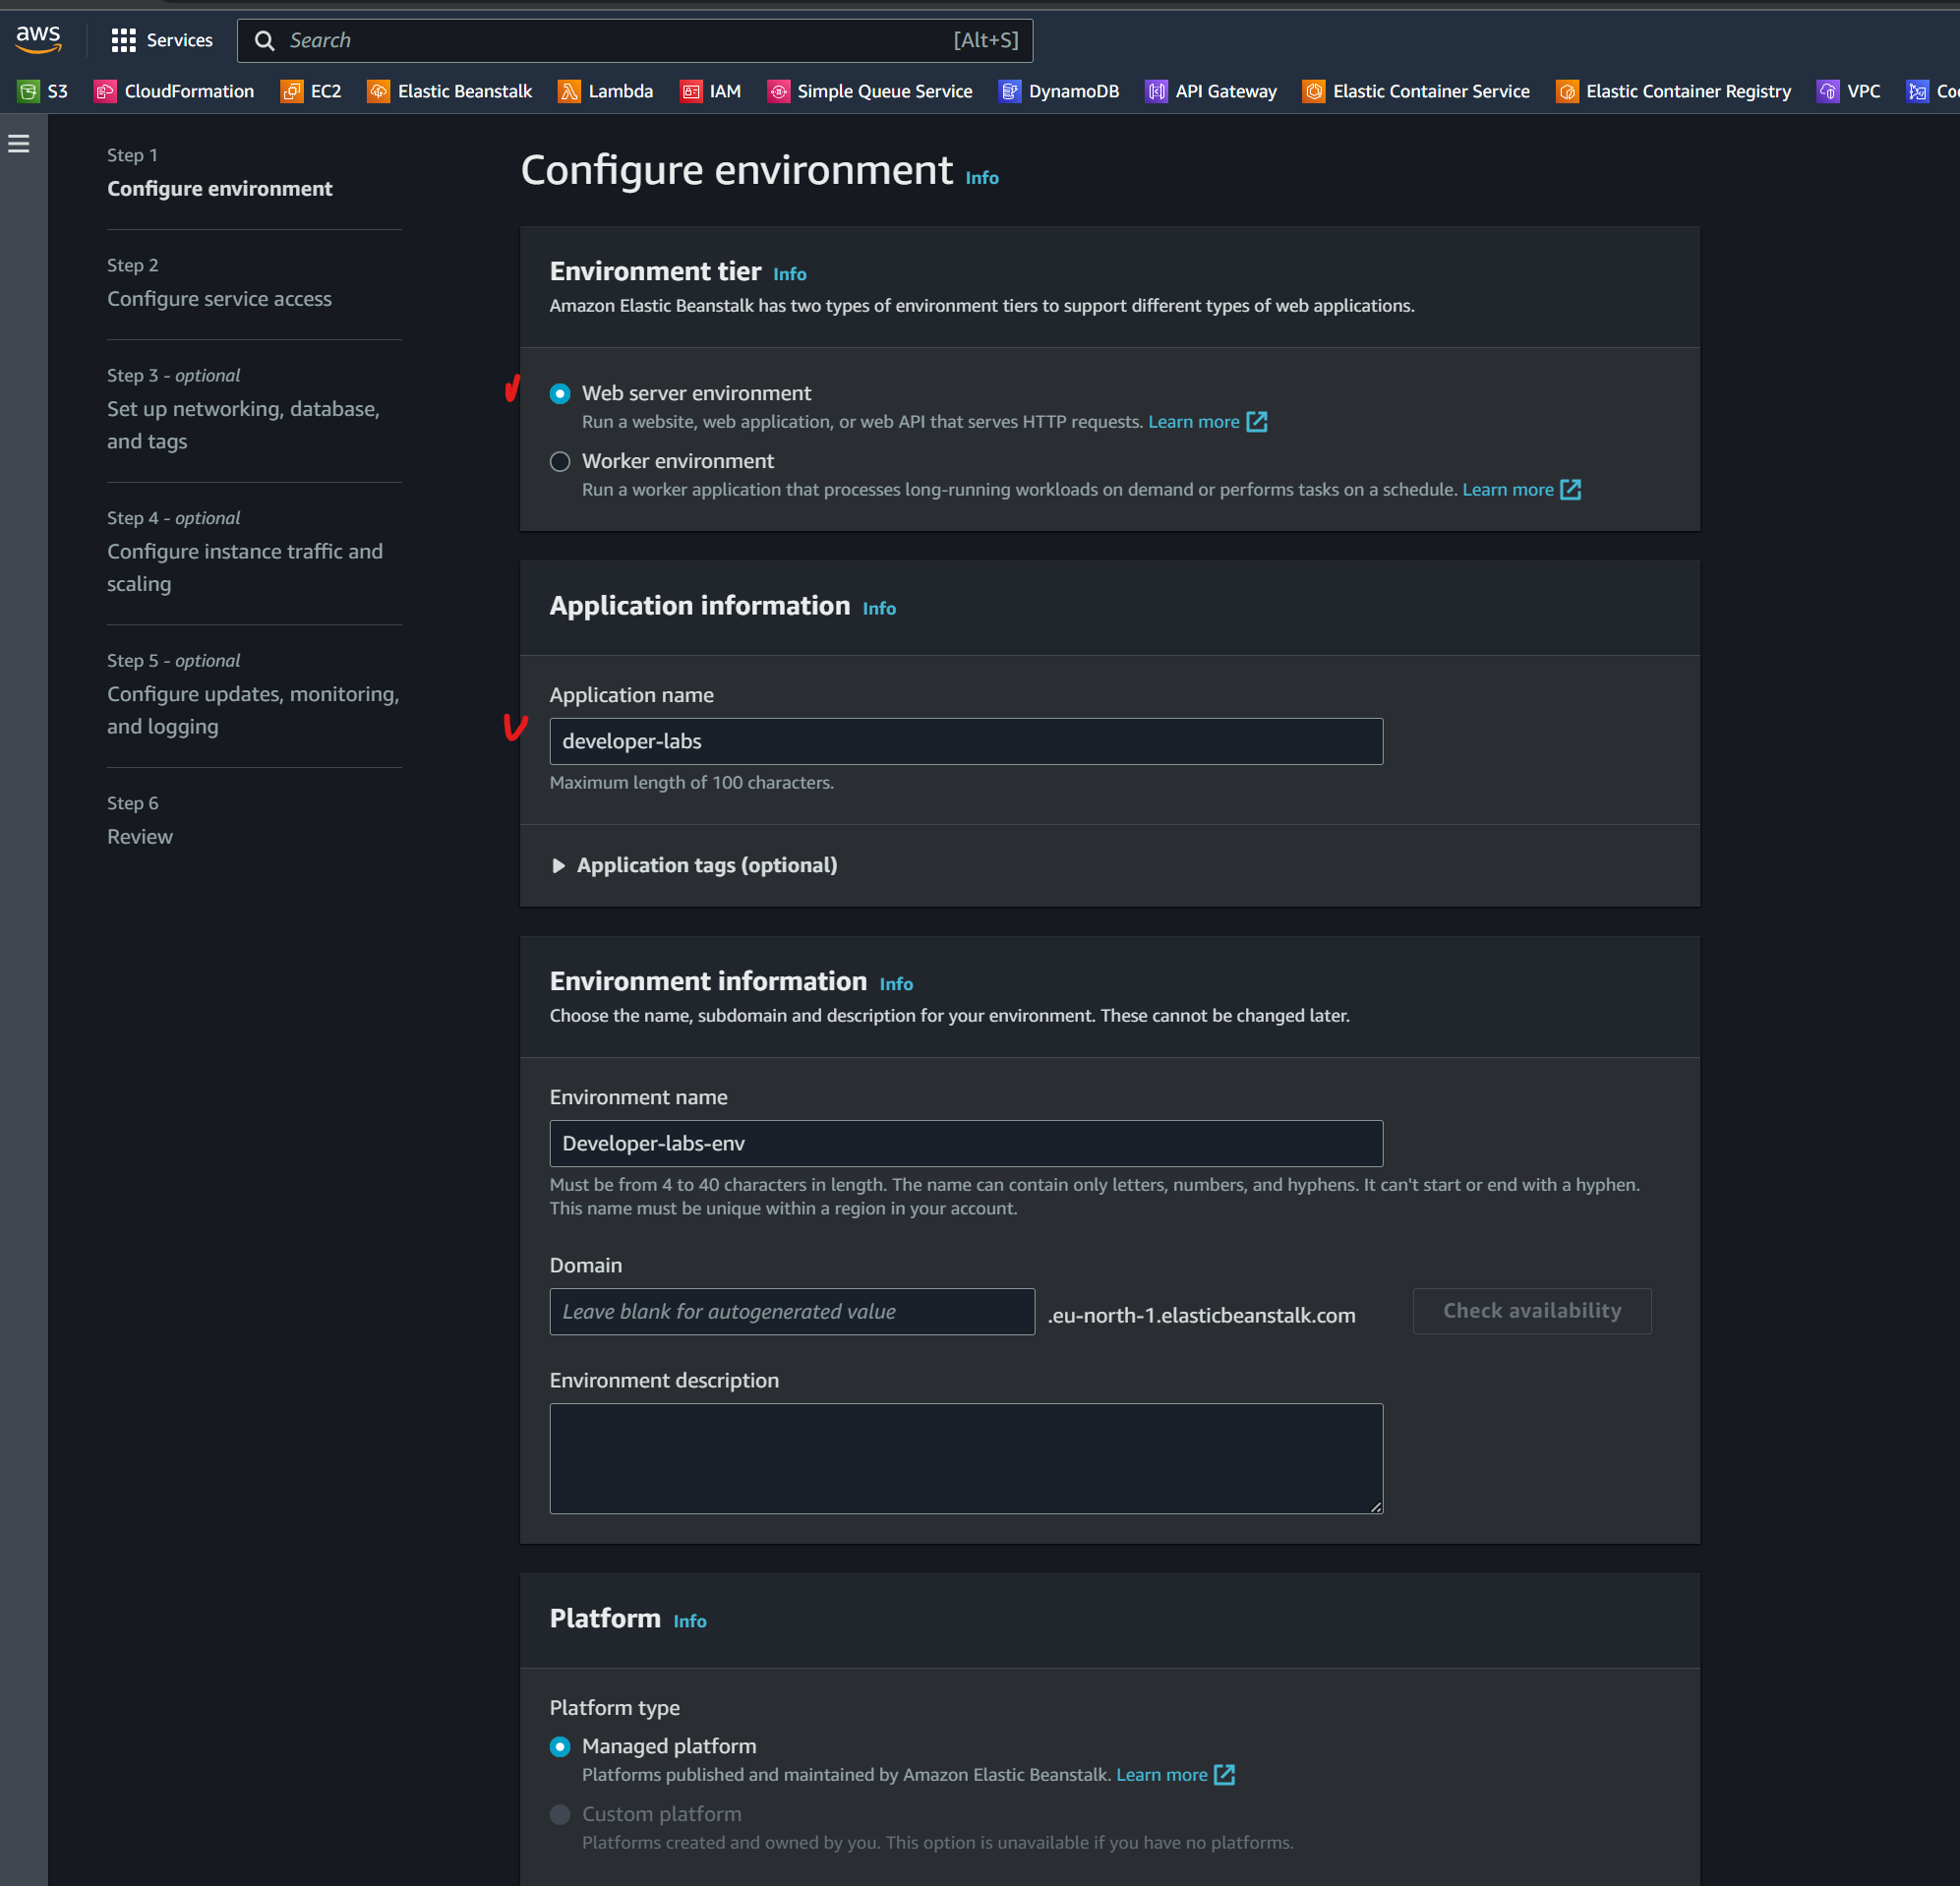 aws
Services
Search
[Alt+S]
S3
CloudFormation
EC2
Elastic Beanstalk
Lambda
IAM
Simple Queue Service
DynamoDB
API Gateway
Elastic Container Service
Elastic Container Registry
VPC
Step 1
Configure environment
Step 2
Configure service access
Step 3 - optional
Set up networking, database,
and tags
Step 4 - optional
Configure instance traffic and
scaling
Step 5 - optional
Configure updates, monitoring,
and logging
Step 6
Review
Configure environment Info
Environment tier Info
Amazon Elastic Beanstalk has two types of environment tiers to support different types of web applications.
Web server environment
Run a website, web application, or web API that serves HTTP requests. Learn more
Worker environment
Run a worker application that processes long-running workloads on demand or performs tasks on a schedule. Learn more
Application information Info
Application name
developer-labs
Maximum length of 100 characters.
Application tags (optional)
Environment information Info
Choose the name, subdomain and description for your environment. These cannot be changed later.
Environment name
Developer-labs-env
Must be from 4 to 40 characters in length. The name can contain only letters, numbers, and hyphens. It can't start or end with a hyphen.
This name must be unique within a region in your account.
Domain
Leave blank for autogenerated value
.eu-north-1.elasticbeanstalk.com
Check availability
Environment description
Platform Info
Platform type
Managed platform
Platforms published and maintained by Amazon Elastic Beanstalk. Learn more
Custom platform
Platforms created and owned by you. This option is unavailable if you have no platforms.